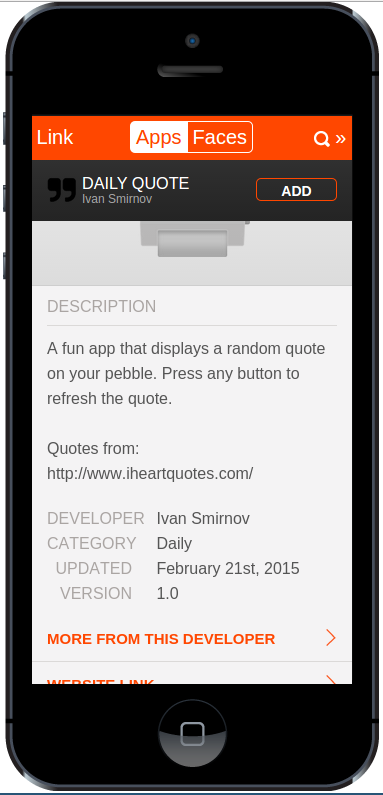 Link Apps Faces »
DAILY QUOTE
Ivan Smirnov
ADD
DESCRIPTION
A fun app that displays a random quote
on your pebble. Press any button to
refresh the quote.
Quotes from:
http://www.iheartquotes.com/
DEVELOPER Ivan Smirnov
CATEGORY Daily
UPDATED February 21st, 2015
VERSION 1.0
MORE FROM THIS DEVELOPER
WEBSITE LINK